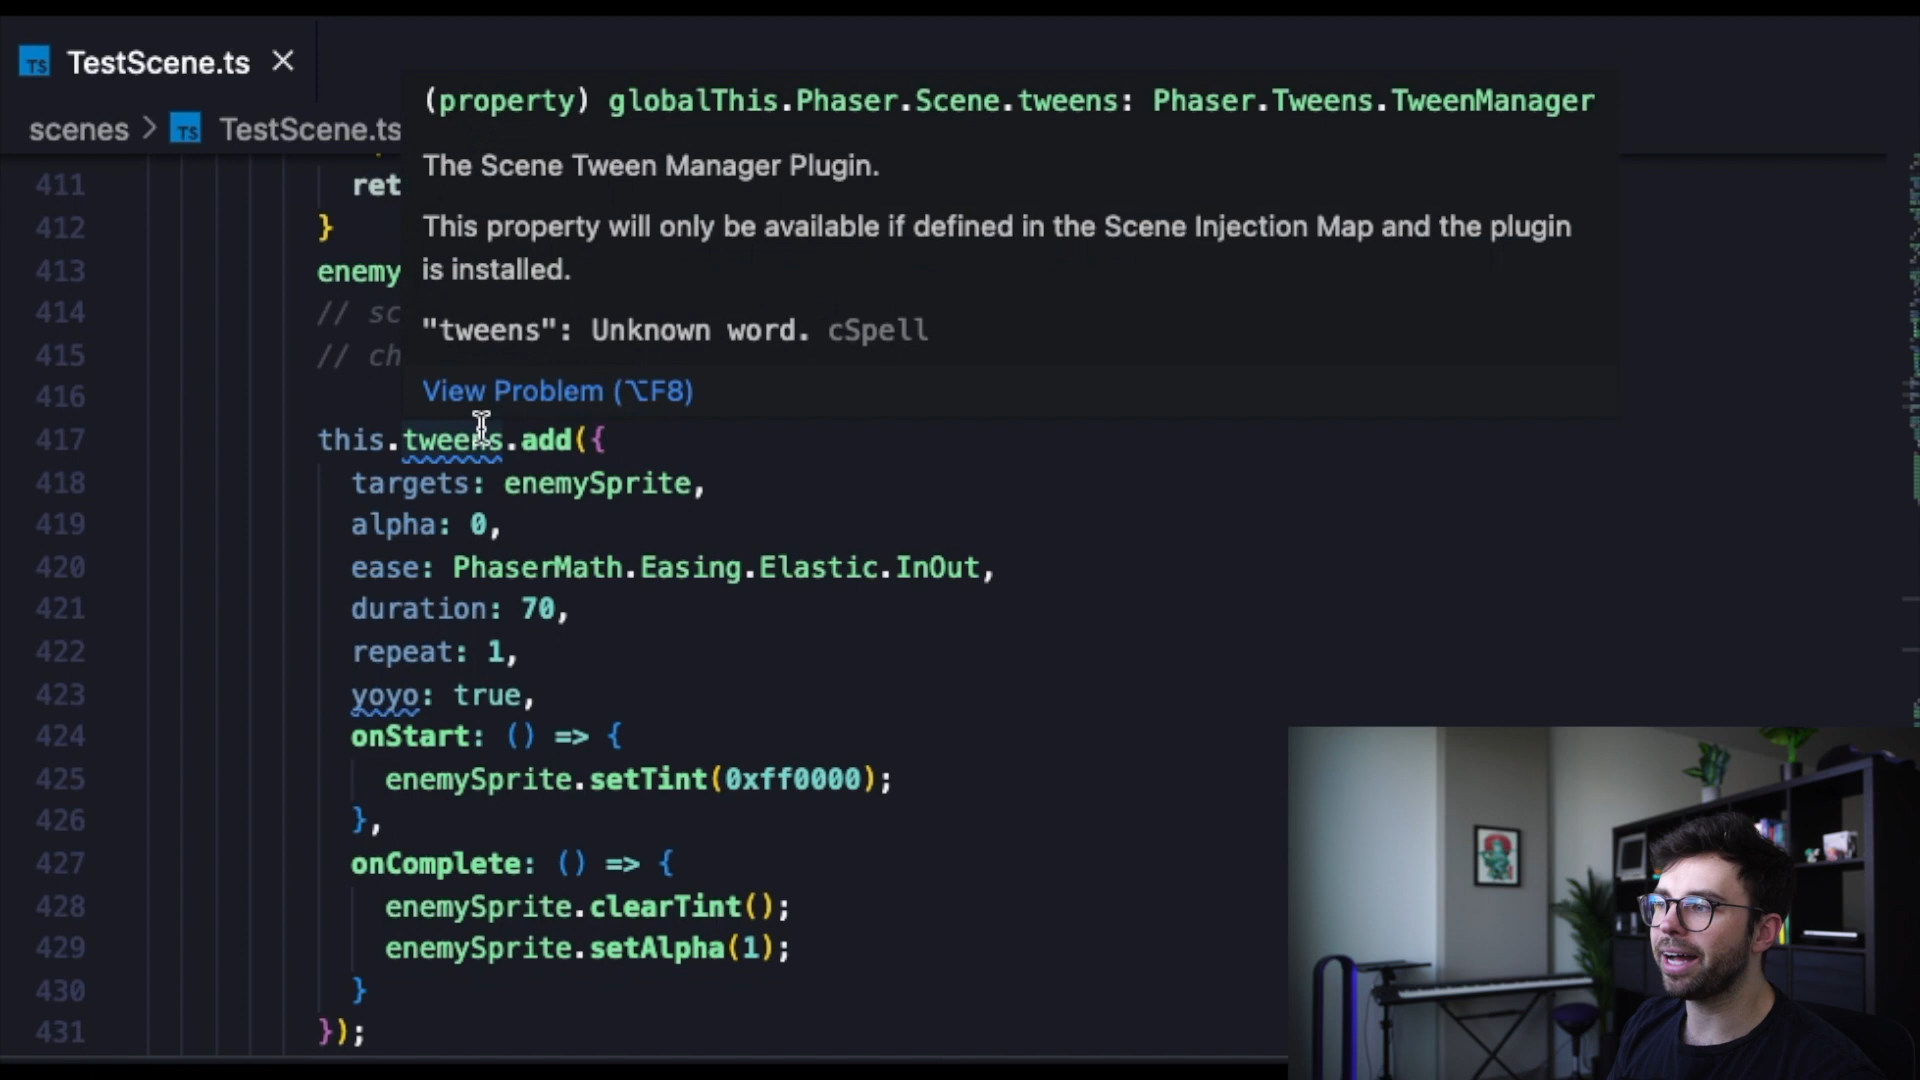 TS TestScene.ts ×
scenes > TS TestScene.ts
(property) globalThis.Phaser.Scene.tweens: Phaser.Tweens.TweenManager
The Scene Tween Manager Plugin.
This property will only be available if defined in the Scene Injection Map and the plugin
is installed.
"tweens": Unknown word. cSpell
View Problem (⌥F8)
411 ret
412 }
413 enemy
414 // sc
415 // ch
416
417 this.tweens.add({
418 targets: enemySprite,
419 alpha: 0,
420 ease: PhaserMath.Easing.Elastic.InOut,
421 duration: 70,
422 repeat: 1,
423 yoyo: true,
424 onStart: () => {
425 enemySprite.setTint(0xff0000);
426 },
427 onComplete: () => {
428 enemySprite.clearTint();
429 enemySprite.setAlpha(1);
430 }
431 });